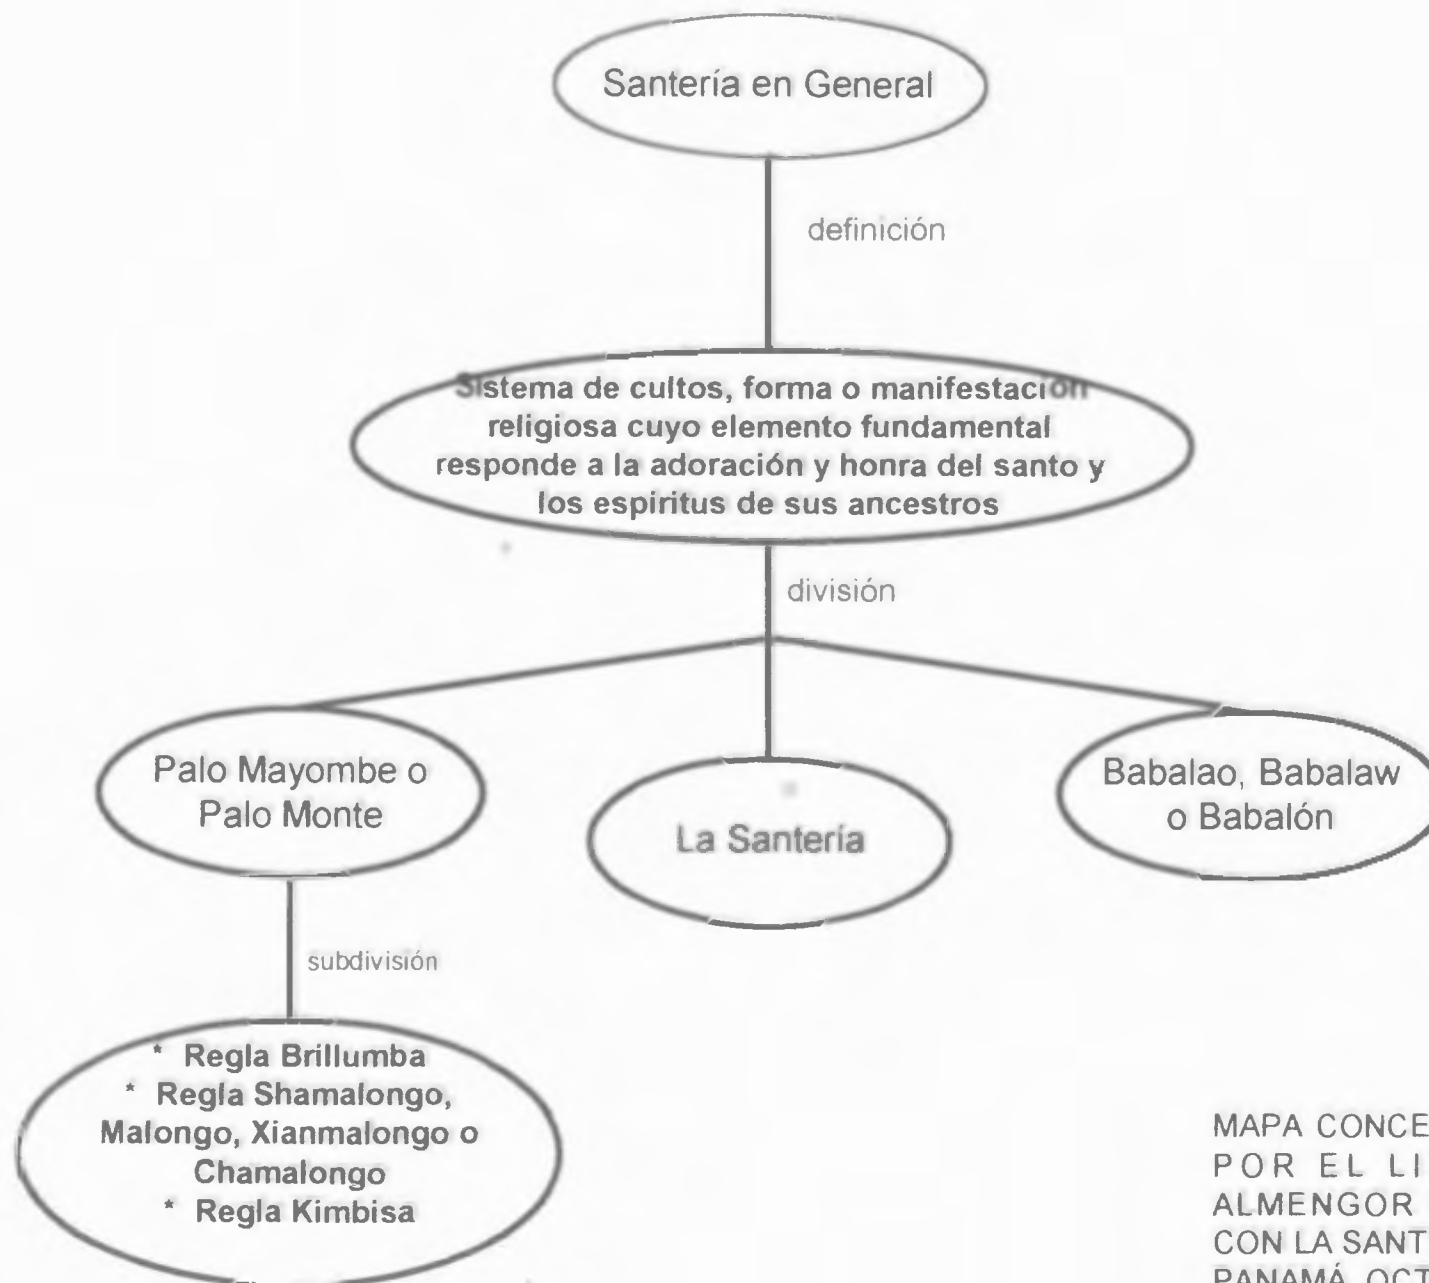 Santería en General
definición
Sistema de cultos, forma o manifestación
religiosa cuyo elemento fundamental
responde a la adoración y honra del santo y
los espiritus de sus ancestros
división
Palo Mayombe o
Palo Monte
La Santería
Babalao, Babalaw
o Babalón
subdivisión
* Regla Brillumba
* Regla Shamalongo,
Malongo, Xianmalongo o
Chamalongo
* Regla Kimbisa
MAPA CONCE
POR EL LI
ALMENGOR
CON LA SANT
PANAMÁ OCT